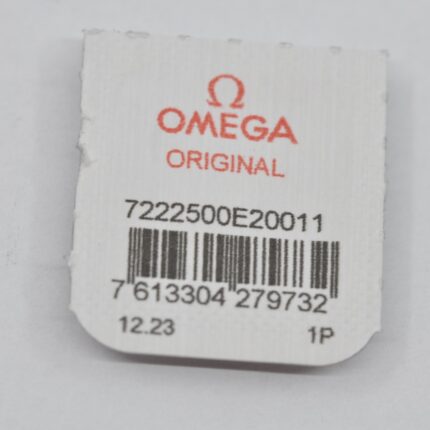 Ω
OMEGA
ORIGINAL
7222500E20011
7 613304 279732
12.23 1P